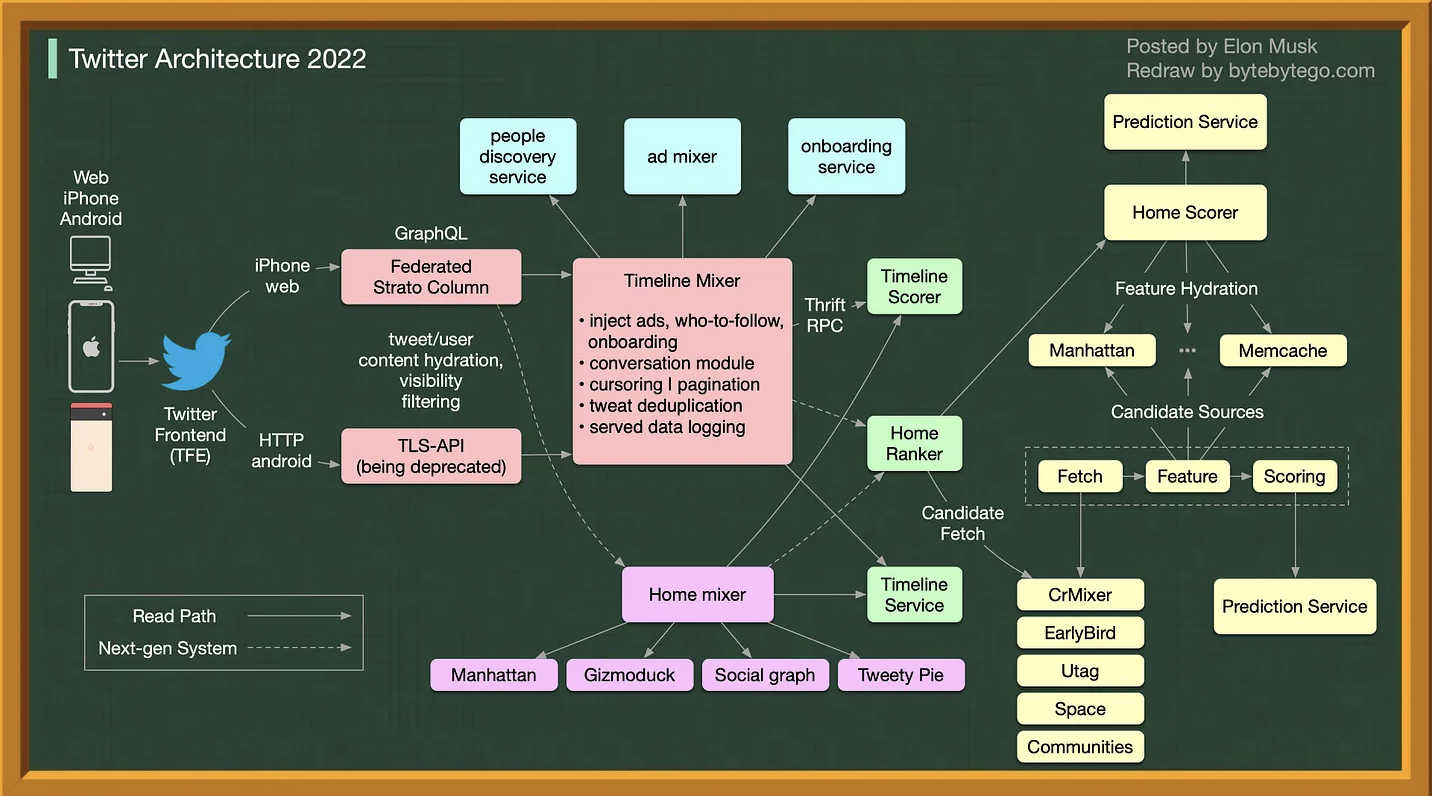 Twitter Architecture 2022
Posted by Elon Musk
Redraw by bytebytego.com
Web
iPhone
Android
Twitter
Frontend
(TFE)
iPhone
web
HTTP
android
GraphQL
Federated
Strato Column
tweet/user
content hydration,
visibility
filtering
TLS-API
(being deprecated)
people
discovery
service
ad mixer
onboarding
service
Timeline Mixer
• inject ads, who-to-follow,
onboarding
• conversation module
• cursoring I pagination
• tweat deduplication
• served data logging
Thrift
RPC
Timeline
Scorer
Home
Ranker
Candidate
Fetch
Timeline
Service
Home mixer
Manhattan
Gizmoduck
Social graph
Tweety Pie
Prediction Service
Home Scorer
Feature Hydration
Manhattan
•••
Memcache
Candidate Sources
Fetch
Feature
Scoring
CrMixer
EarlyBird
Utag
Space
Communities
Prediction Service
Read Path
Next-gen System